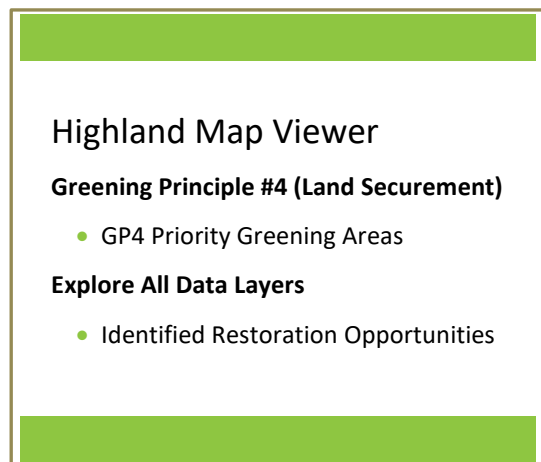 Highland Map Viewer
Greening Principle #4 (Land Securement)
• GP4 Priority Greening Areas
Explore All Data Layers
• Identified Restoration Opportunities